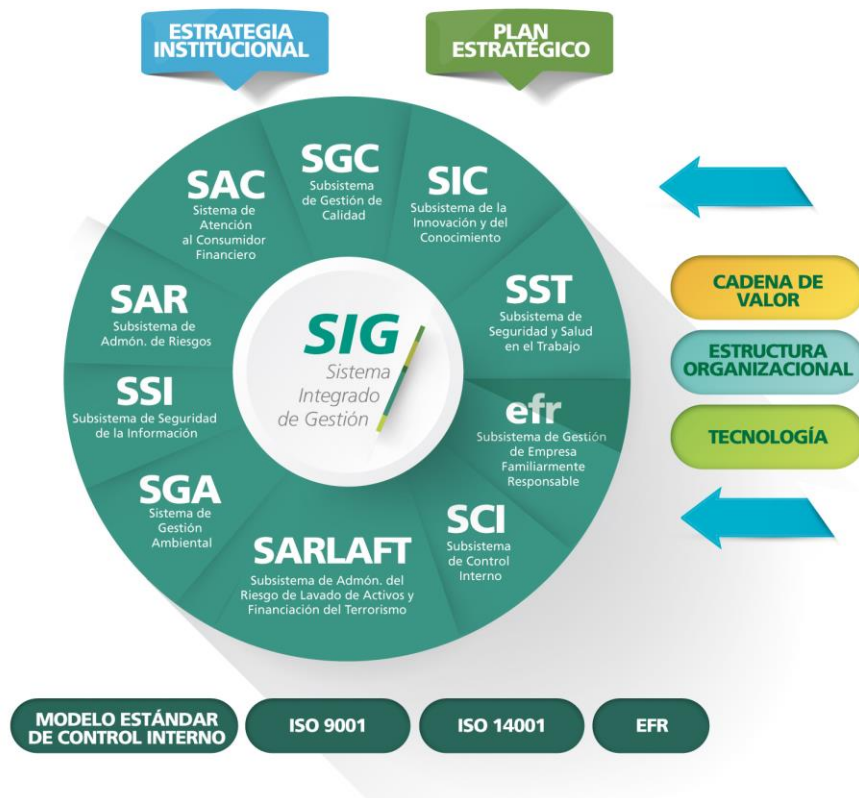 ESTRATEGIA
INSTITUCIONAL
PLAN
ESTRATÉGICO
SGC
Subsistema
de Gestión de
Calidad
SIC
Subsistema de la
Innovación y del
Conocimiento
SST
Subsistema de
Seguridad y Salud
en el Trabajo
efr
Subsistema de Gestión
de Empresa
Familiarmente
Responsable
SCI
Subsistema
de Control
Interno
SARLAFT
Subsistema de Admón. del
Riesgo de Lavado de Activos y
Financiación del Terrorismo
SGA
Sistema de
Gestión
Ambiental
SSI
Subsistema de Seguridad
de la Información
SAR
Subsistema de
Admón. de Riesgos
SAC
Sistema de
Atención
al Consumidor
Financiero
SIG
Sistema
Integrado
de Gestión
CADENA DE
VALOR
ESTRUCTURA
ORGANIZACIONAL
TECNOLOGÍA
MODELO ESTÁNDAR
DE CONTROL INTERNO
ISO 9001
ISO 14001
EFR